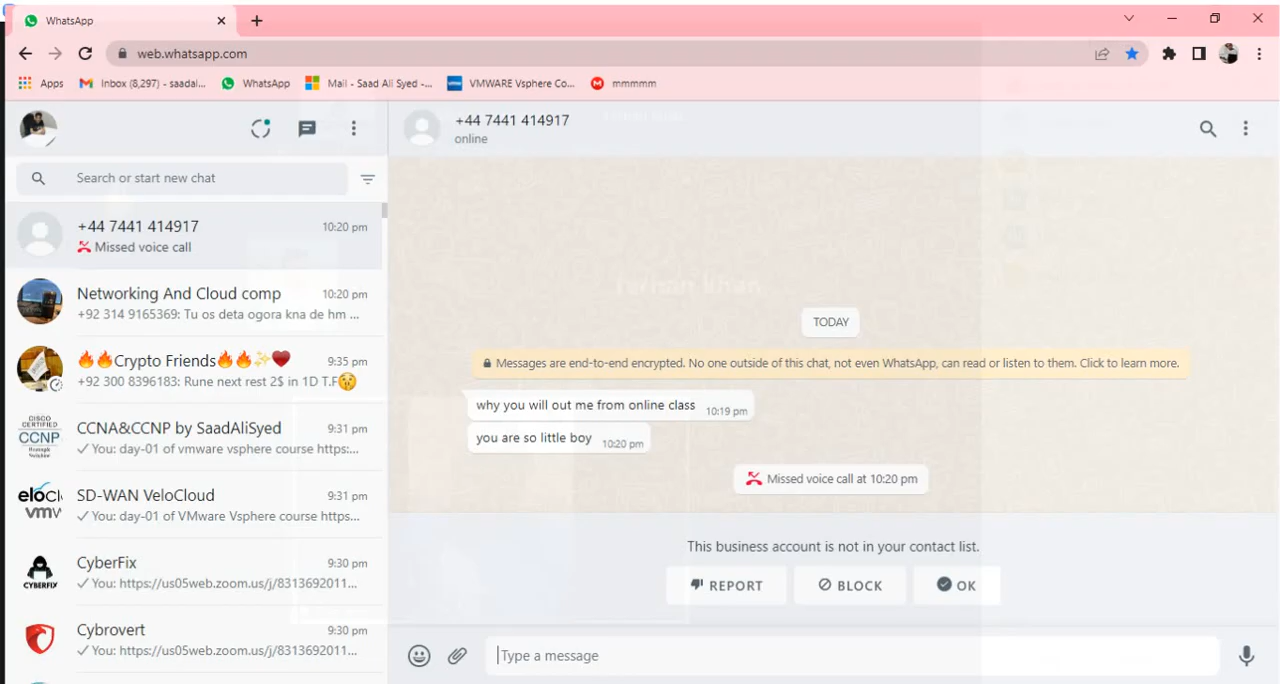 WhatsApp
web.whatsapp.com
Apps
Inbox (8,297) - saadal...
WhatsApp
Mail - Saad Ali Syed -...
VMWARE Vsphere Co...
mmmmm
+44 7441 414917
online
Search or start new chat
+44 7441 414917 10:20 pm
Missed voice call
Networking And Cloud comp 10:20 pm
+92 314 9165369: Tu os deta ogora kna de hm ...
🔥🔥Crypto Friends🔥🔥✨❤️ 9:35 pm
+92 300 8396183: Rune next rest 2$ in 1D T.F🤫
CISCO
CERTIFIED
CCNP
CCNA&CCNP by SaadAliSyed 9:31 pm
You: day-01 of vmware vsphere course https:...
SD-WAN VeloCloud 9:31 pm
You: day-01 of VMware Vsphere course https...
CyberFix 9:30 pm
You: https://us05web.zoom.us/j/8313692011...
CYBERFIX
Cybrovert 9:30 pm
You: https://us05web.zoom.us/j/8313692011...
farhan khan
TODAY
Messages are end-to-end encrypted. No one outside of this chat, not even WhatsApp, can read or listen to them. Click to learn more.
why you will out me from online class 10:19 pm
you are so little boy 10:20 pm
Missed voice call at 10:20 pm
This business account is not in your contact list.
REPORT
BLOCK
OK
Type a message